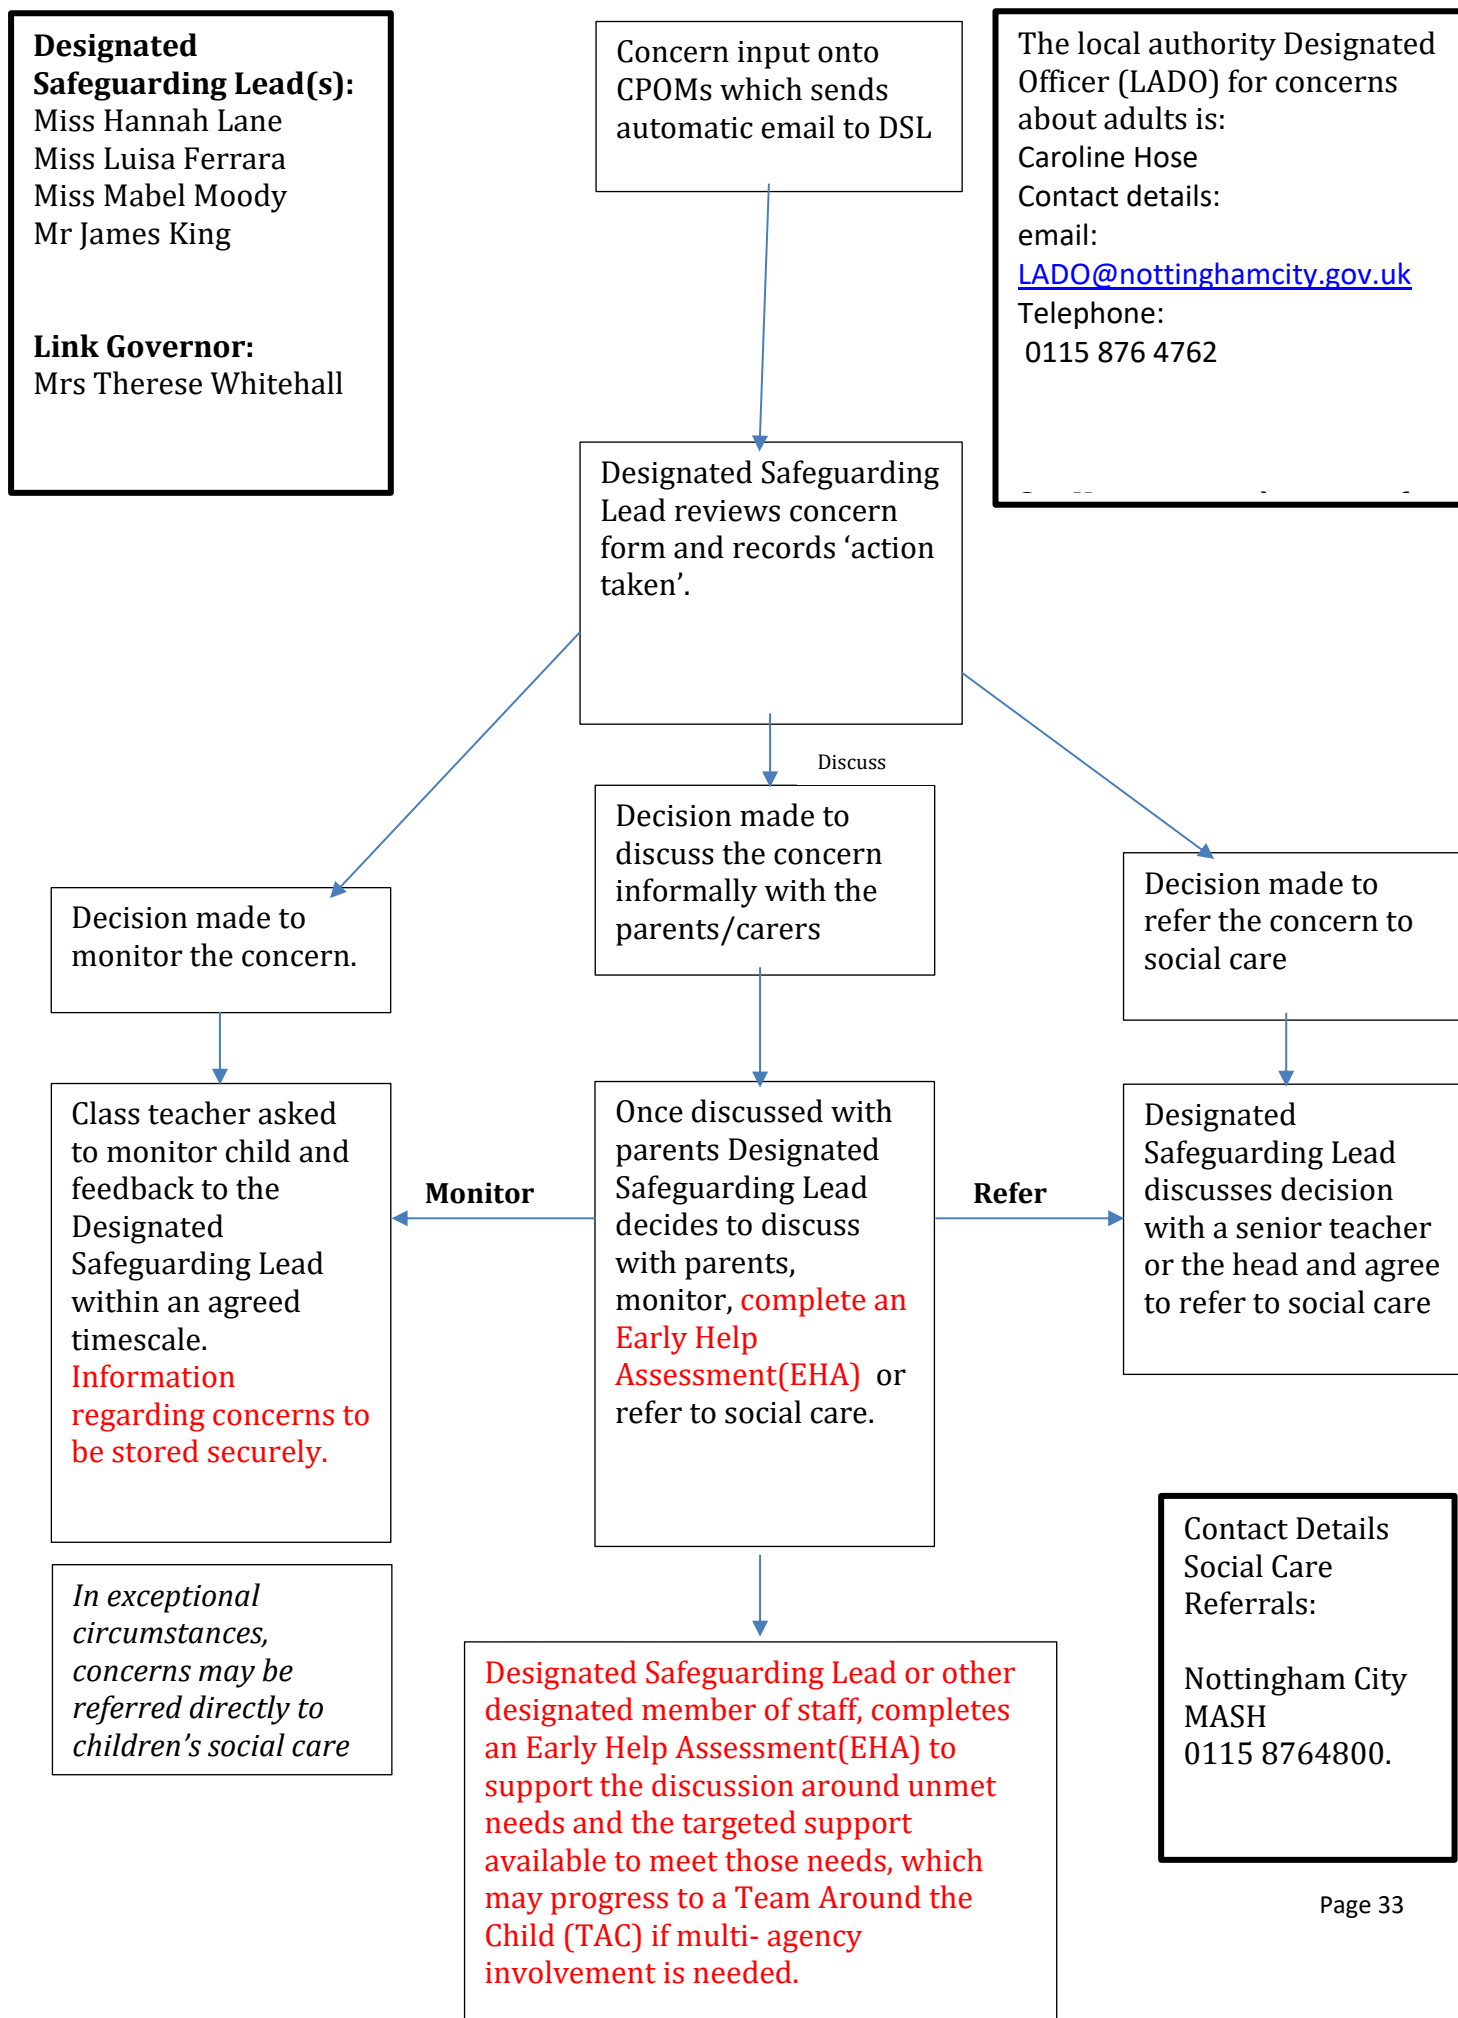 Designated
Safeguarding Lead(s):
Miss Hannah Lane
Miss Luisa Ferrara
Miss Mabel Moody
Mr James King
Link Governor:
Mrs Therese Whitehall
Concern input onto
CPOMs which sends
automatic email to DSL
The local authority Designated
Officer (LADO) for concerns
about adults is:
Caroline Hose
Contact details:
email:
LADO@nottinghamcity.gov.uk
Telephone:
0115 876 4762
Designated Safeguarding
Lead reviews concern
form and records ‘action
taken’.
Discuss
Decision made to
monitor the concern.
Decision made to
discuss the concern
informally with the
parents/carers
Decision made to
refer the concern to
social care
Class teacher asked
to monitor child and
feedback to the
Designated
Safeguarding Lead
within an agreed
timescale.
Information
regarding concerns to
be stored securely.
Monitor
Once discussed with
parents Designated
Safeguarding Lead
decides to discuss
with parents,
monitor, complete an
Early Help
Assessment(EHA) or
refer to social care.
Refer
Designated
Safeguarding Lead
discusses decision
with a senior teacher
or the head and agree
to refer to social care
In exceptional
circumstances,
concerns may be
referred directly to
children’s social care
Designated Safeguarding Lead or other
designated member of staff, completes
an Early Help Assessment(EHA) to
support the discussion around unmet
needs and the targeted support
available to meet those needs, which
may progress to a Team Around the
Child (TAC) if multi- agency
involvement is needed.
Contact Details
Social Care
Referrals:
Nottingham City
MASH
0115 8764800.
Page 33